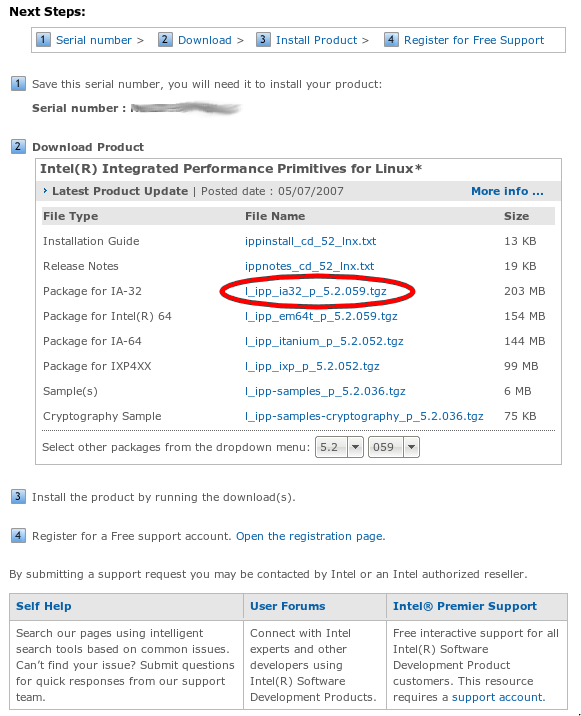 Next Steps:
1 Serial number > 2 Download > 3 Install Product > 4 Register for Free Support
1 Save this serial number, you will need it to install your product:
Serial number :
2 Download Product
Intel(R) Integrated Performance Primitives for Linux*
Latest Product Update | Posted date : 05/07/2007 More info ...
File Type File Name Size
Installation Guide ippinstall_cd_52_lnx.txt 13 KB
Release Notes ippnotes_cd_52_lnx.txt 19 KB
Package for IA-32 l_ipp_ia32_p_5.2.059.tgz 203 MB
Package for Intel(R) 64 l_ipp_em64t_p_5.2.059.tgz 154 MB
Package for IA-64 l_ipp_itanium_p_5.2.052.tgz 144 MB
Package for IXP4XX l_ipp_ixp_p_5.2.052.tgz 99 MB
Sample(s) l_ipp-samples_p_5.2.036.tgz 6 MB
Cryptography Sample l_ipp-samples-cryptography_p_5.2.036.tgz 75 KB
Select other packages from the dropdown menu: 5.2 059
3 Install the product by running the download(s).
4 Register for a Free support account. Open the registration page.
By submitting a support request you may be contacted by Intel or an Intel authorized reseller.
Self Help
Search our pages using intelligent
search tools based on common issues.
Can't find your issue? Submit questions
for quick responses from our support
team.
User Forums
Connect with Intel
experts and other
developers using
Intel(R) Software
Development Products.
Intel® Premier Support
Free interactive support for all
Intel(R) Software
Development Product
customers. This resource
requires a support account.